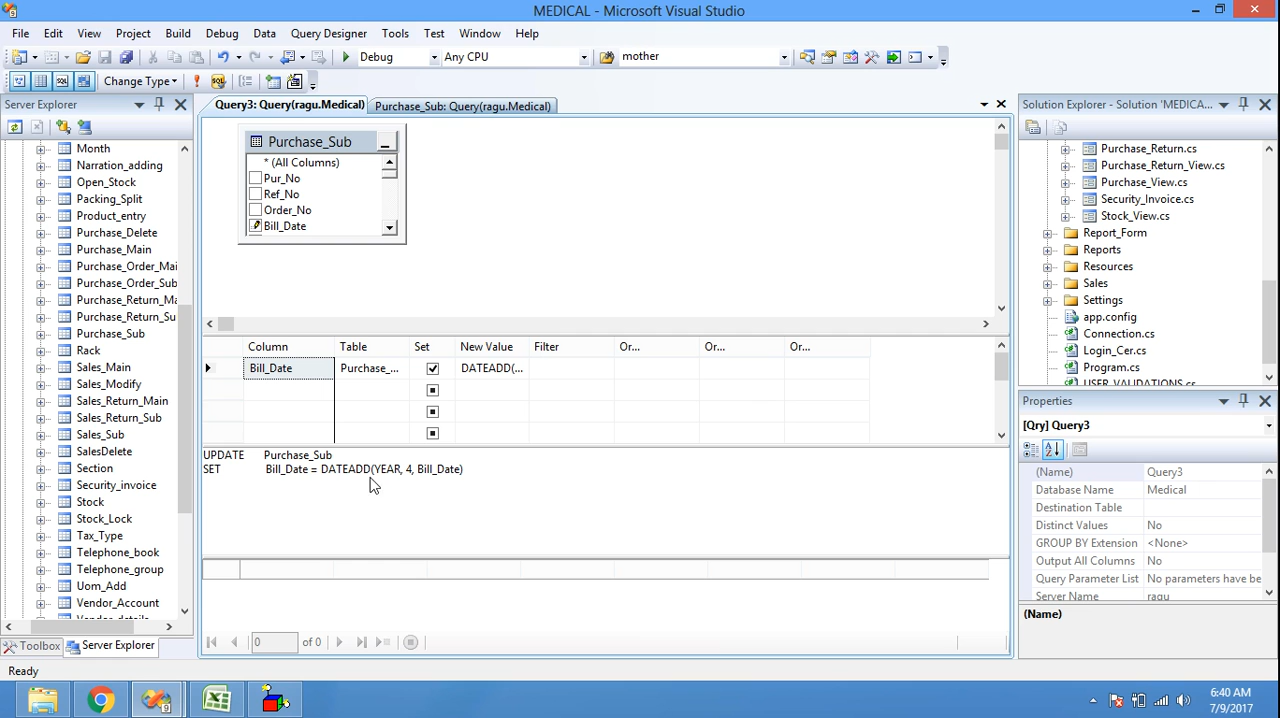 MEDICAL - Microsoft Visual Studio
File Edit View Project Build Debug Data Query Designer Tools Test Window Help
Debug Any CPU mother
Change Type
Server Explorer
Query3: Query(ragu.Medical) Purchase_Sub: Query(ragu.Medical)
Solution Explorer - Solution 'MEDICA...
Month
Narration_adding
Open_Stock
Packing_Split
Product_entry
Purchase_Delete
Purchase_Main
Purchase_Order_Mai
Purchase_Order_Sub
Purchase_Return_Ma
Purchase_Return_Su
Purchase_Sub
Rack
Sales_Main
Sales_Modify
Sales_Return_Main
Sales_Return_Sub
Sales_Sub
SalesDelete
Section
Security_invoice
Stock
Stock_Lock
Tax_Type
Telephone_book
Telephone_group
Uom_Add
Vendor_Account
Vendor_details
Toolbox Server Explorer
Purchase_Sub
* (All Columns)
Pur_No
Ref_No
Order_No
Bill_Date
Column Table Set New Value Filter Or... Or... Or...
Bill_Date Purchase_... DATEADD(...
UPDATE Purchase_Sub
SET Bill_Date = DATEADD(YEAR, 4, Bill_Date)
0 of 0
Purchase_Return.cs
Purchase_Return_View.cs
Purchase_View.cs
Security_Invoice.cs
Stock_View.cs
Report_Form
Reports
Resources
Sales
Settings
app.config
Connection.cs
Login_Cer.cs
Program.cs
USER_VALIDATIONS.cs
Properties
[Qry] Query3
(Name) Query3
Database Name Medical
Destination Table
Distinct Values No
GROUP BY Extension <None>
Output All Columns No
Query Parameter List No parameters have be
Server Name ragu
(Name)
Ready
6:40 AM
7/9/2017